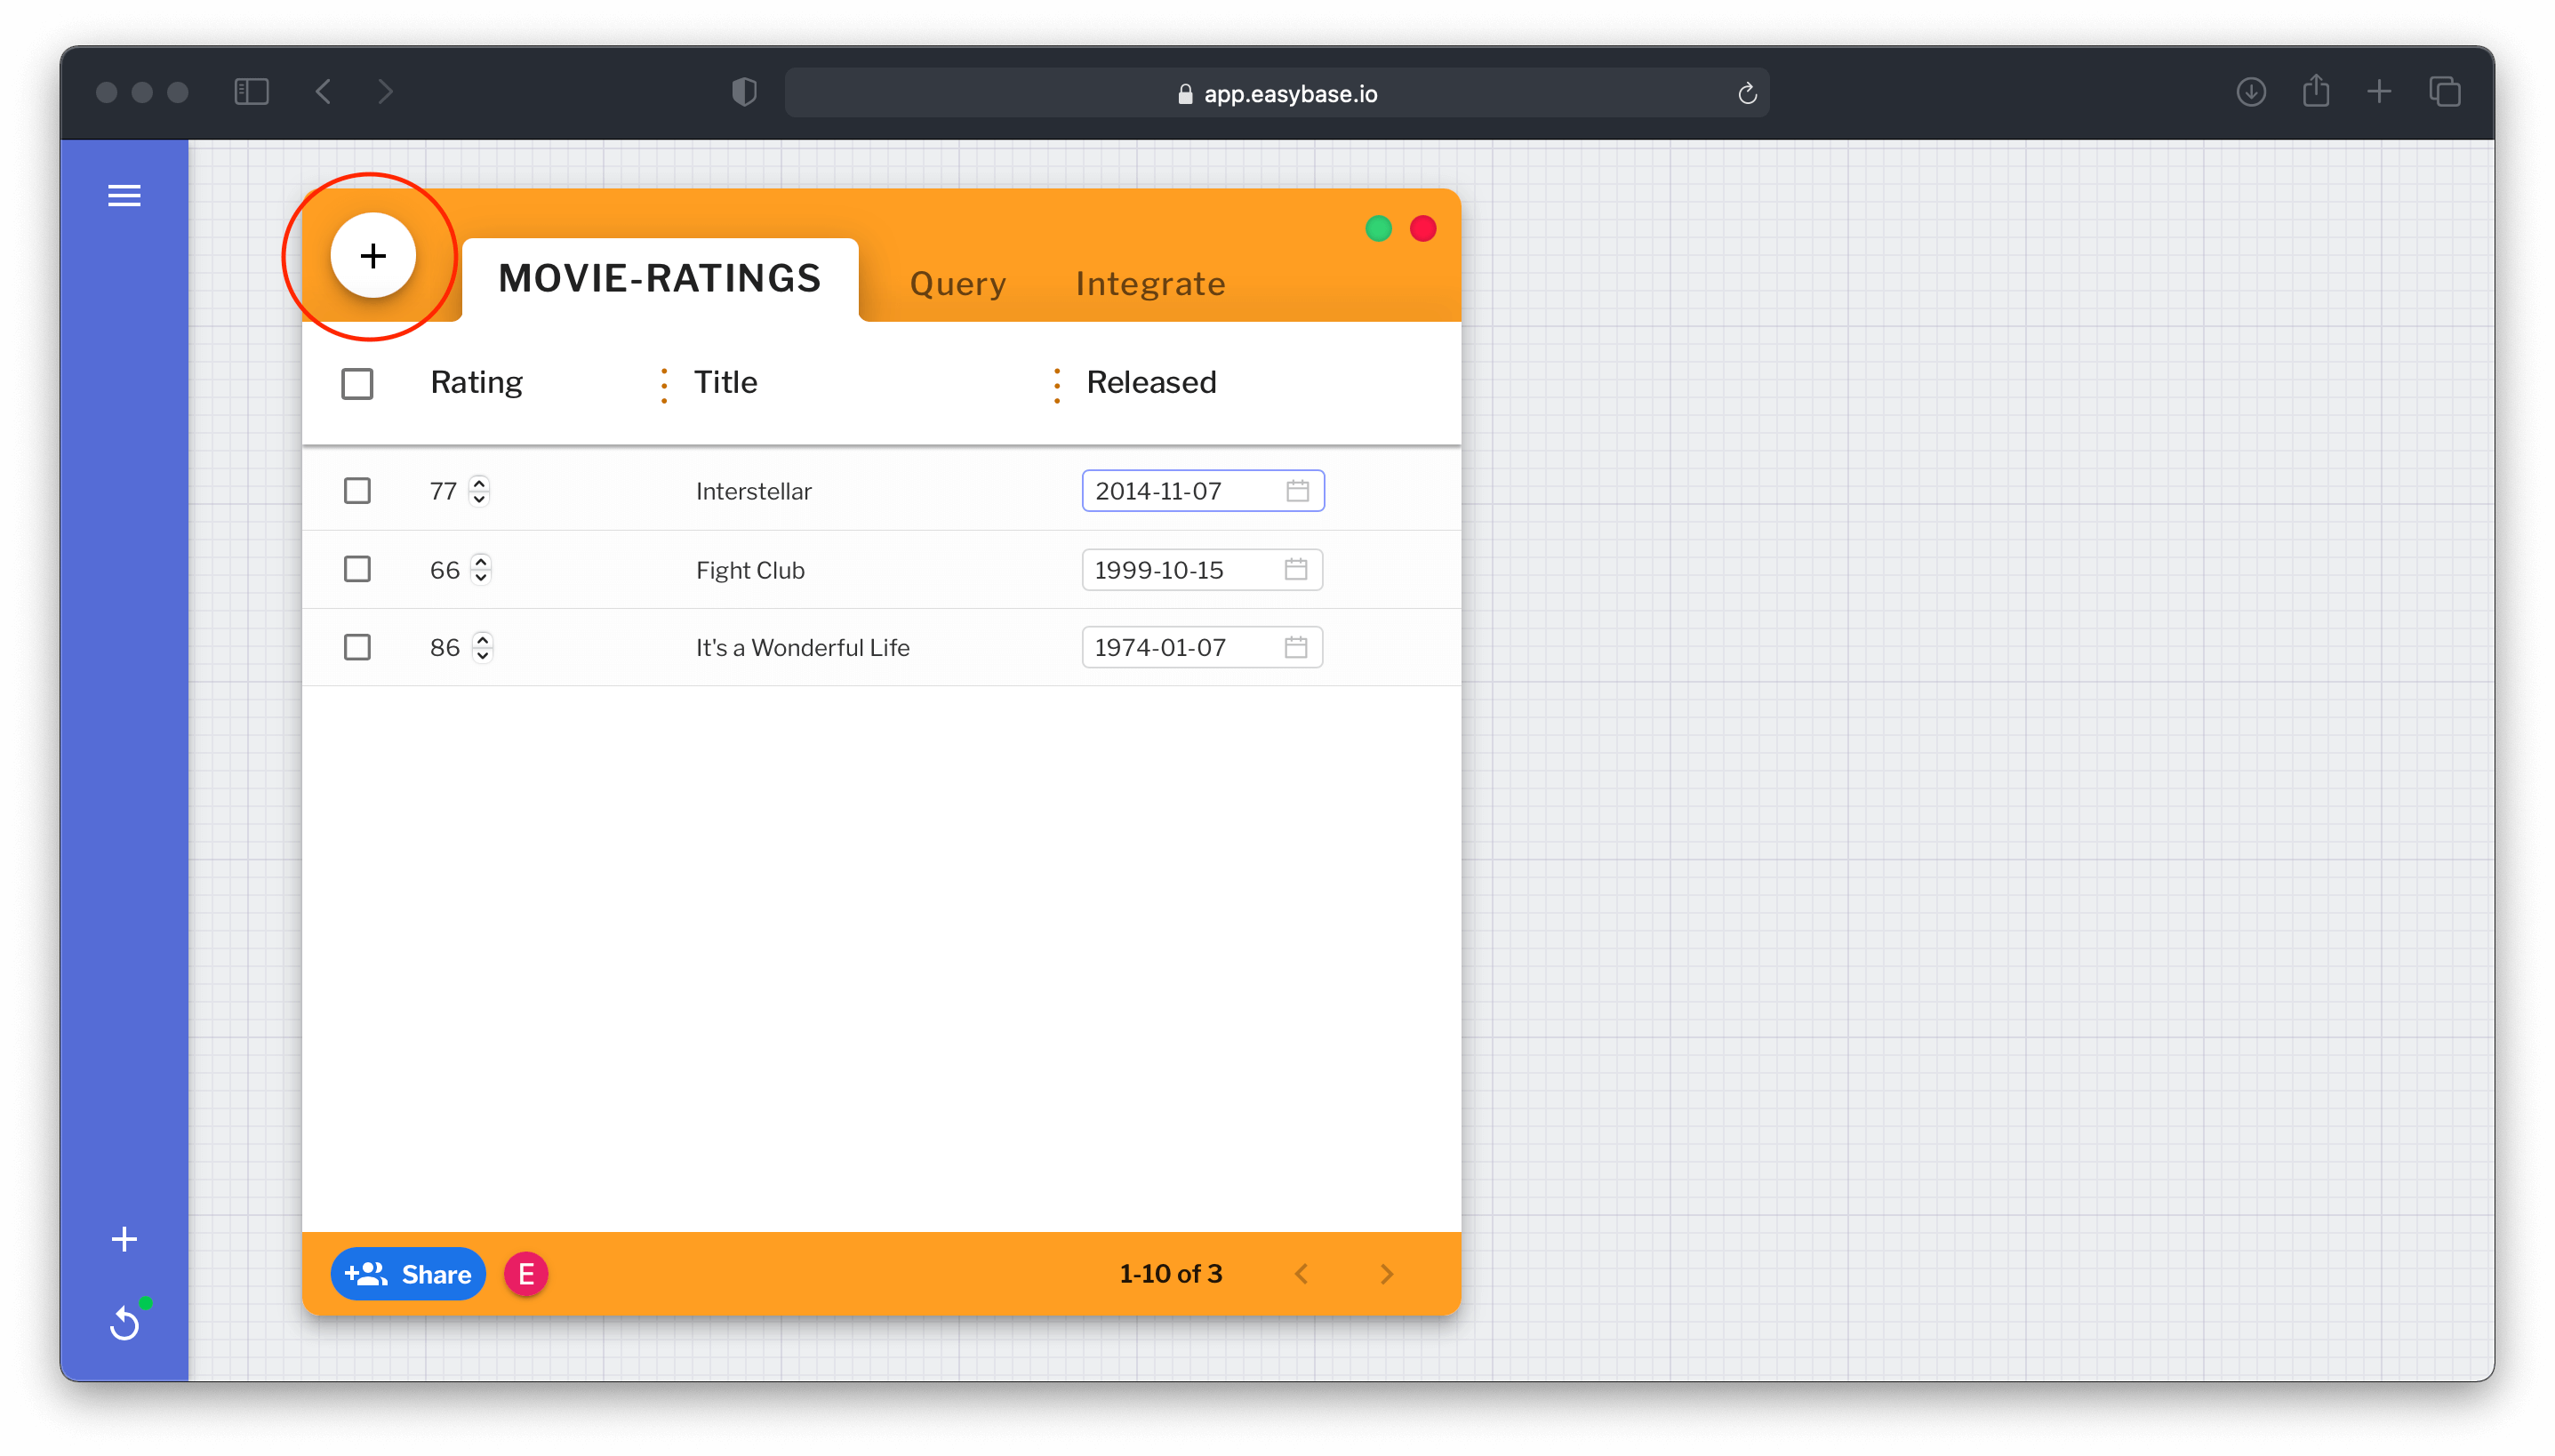 app.easybase.io
MOVIE-RATINGS Query Integrate
Rating Title Released
77 Interstellar 2014-11-07
66 Fight Club 1999-10-15
86 It's a Wonderful Life 1974-01-07
Share E 1-10 of 3